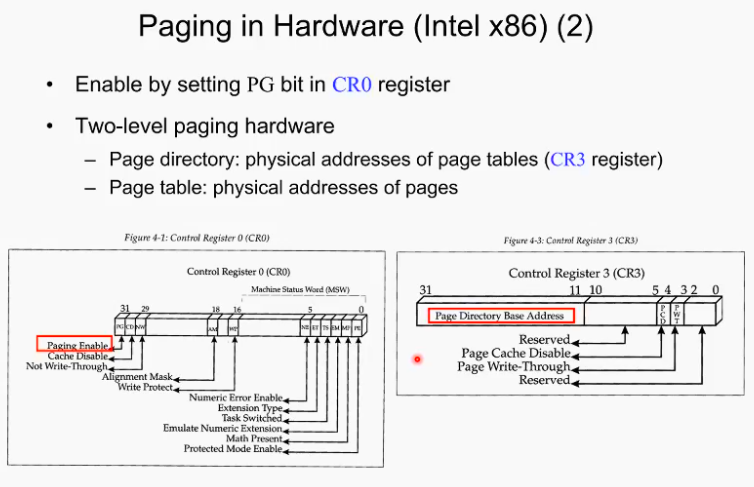 Paging in Hardware (Intel x86) (2)
• Enable by setting PG bit in CR0 register
• Two-level paging hardware
– Page directory: physical addresses of page tables (CR3 register)
– Page table: physical addresses of pages
Figure 4-1: Control Register 0 (CR0)
Control Register 0 (CR0)
Machine Status Word (MSW)
31 29 18 16 5 0
PG CD NW AM WP NE ET TS EM MP PE
Paging Enable
Cache Disable
Not Write-Through
Alignment Mask
Write Protect
Numeric Error Enable
Extension Type
Task Switched
Emulate Numeric Extension
Math Present
Protected Mode Enable
Figure 4-3: Control Register 3 (CR3)
Control Register 3 (CR3)
31 11 10 5 4 3 2 0
Page Directory Base Address PCD PWT
Reserved
Page Cache Disable
Page Write-Through
Reserved